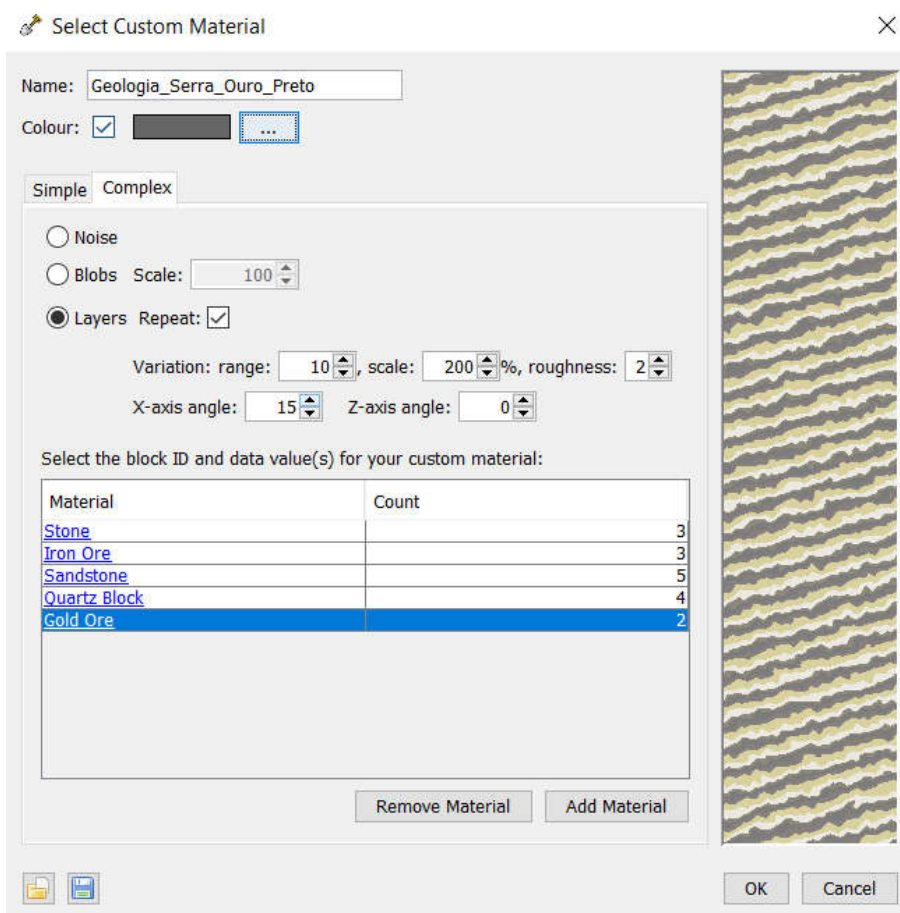 Select Custom Material
Name: Geologia_Serra_Ouro_Preto
Colour: ...
Simple Complex
Noise
Blobs Scale: 100
Layers Repeat:
Variation: range: 10, scale: 200%, roughness: 2
X-axis angle: 15 Z-axis angle: 0
Select the block ID and data value(s) for your custom material:
Material Count
Stone 3
Iron Ore 3
Sandstone 5
Quartz Block 4
Gold Ore 2
Remove Material Add Material
OK Cancel